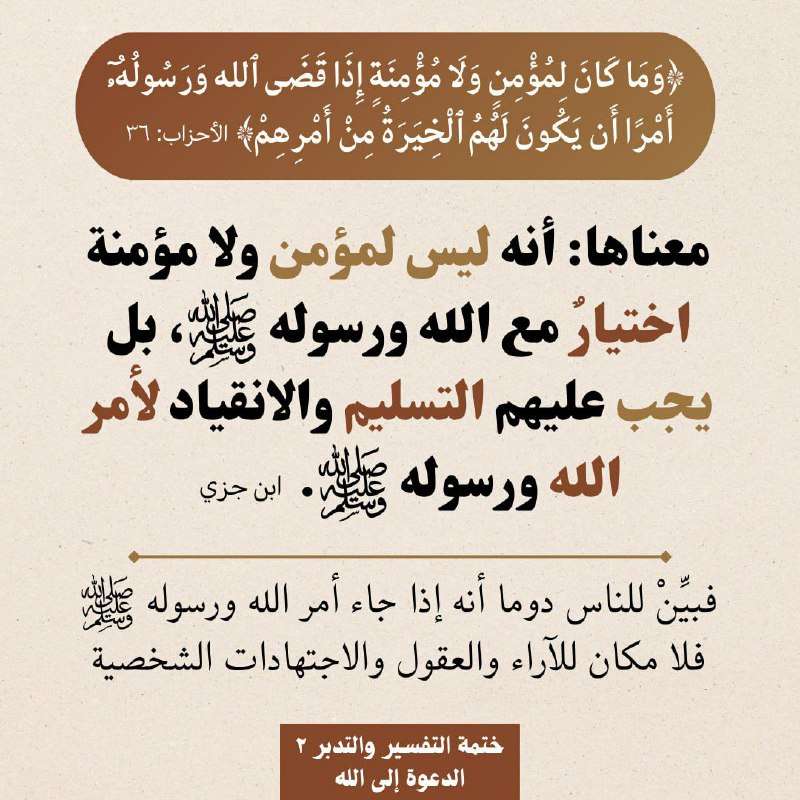 ﴿وَمَا كَانَ لِمُؤْمِنٍ وَلَا مُؤْمِنَةٍ إِذَا قَضَى ٱلله وَرَسُولُهُۥٓ
أَمْرًا أَن يَكُونَ لَهُمُ ٱلْخِيَرَةُ مِنْ أَمْرِهِمْ﴾ الأحزاب: ٣٦
معناها: أنه ليس لمؤمن ولا مؤمنة
اختيارٌ مع الله ورسوله ﷺ، بل
يجب عليهم التسليم والانقياد لأمر
الله ورسوله ﷺ. ابن جزي
فبيِّنْ للناس دوما أنه إذا جاء أمر الله ورسوله ﷺ
فلا مكان للآراء والعقول والاجتهادات الشخصية
ختمة التفسير والتدبر ٢
الدعوة إلى الله